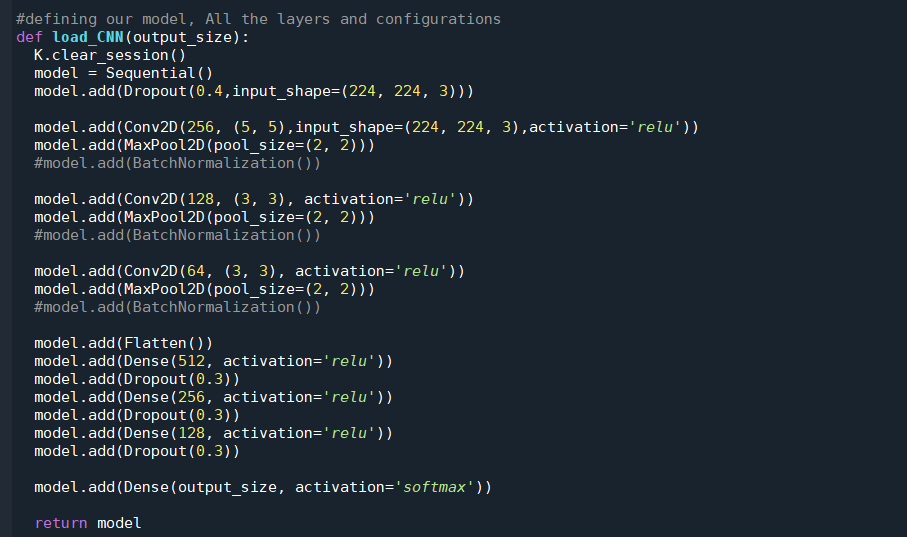 #defining our model, All the layers and configurations
def load_CNN(output_size):
  K.clear_session()
  model = Sequential()
  model.add(Dropout(0.4,input_shape=(224, 224, 3)))

  model.add(Conv2D(256, (5, 5),input_shape=(224, 224, 3),activation='relu'))
  model.add(MaxPool2D(pool_size=(2, 2)))
  #model.add(BatchNormalization())

  model.add(Conv2D(128, (3, 3), activation='relu'))
  model.add(MaxPool2D(pool_size=(2, 2)))
  #model.add(BatchNormalization())

  model.add(Conv2D(64, (3, 3), activation='relu'))
  model.add(MaxPool2D(pool_size=(2, 2)))
  #model.add(BatchNormalization())

  model.add(Flatten())
  model.add(Dense(512, activation='relu'))
  model.add(Dropout(0.3))
  model.add(Dense(256, activation='relu'))
  model.add(Dropout(0.3))
  model.add(Dense(128, activation='relu'))
  model.add(Dropout(0.3))

  model.add(Dense(output_size, activation='softmax'))

  return model